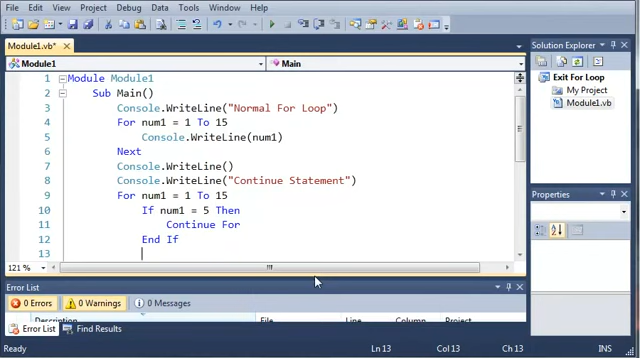 File Edit View Project Debug Data Tools Window Help
Module1.vb*
Module1 Main
1 Module Module1
2 Sub Main()
3 Console.WriteLine("Normal For Loop")
4 For num1 = 1 To 15
5 Console.WriteLine(num1)
6 Next
7 Console.WriteLine()
8 Console.WriteLine("Continue Statement")
9 For num1 = 1 To 15
10 If num1 = 5 Then
11 Continue For
12 End If
13
121 %
Solution Explorer
Exit For Loop
My Project
Module1.vb
Properties
Error List
0 Errors 0 Warnings 0 Messages
Description File Line Column Project
Error List Find Results
Ready Ln 13 Col 13 Ch 13 INS